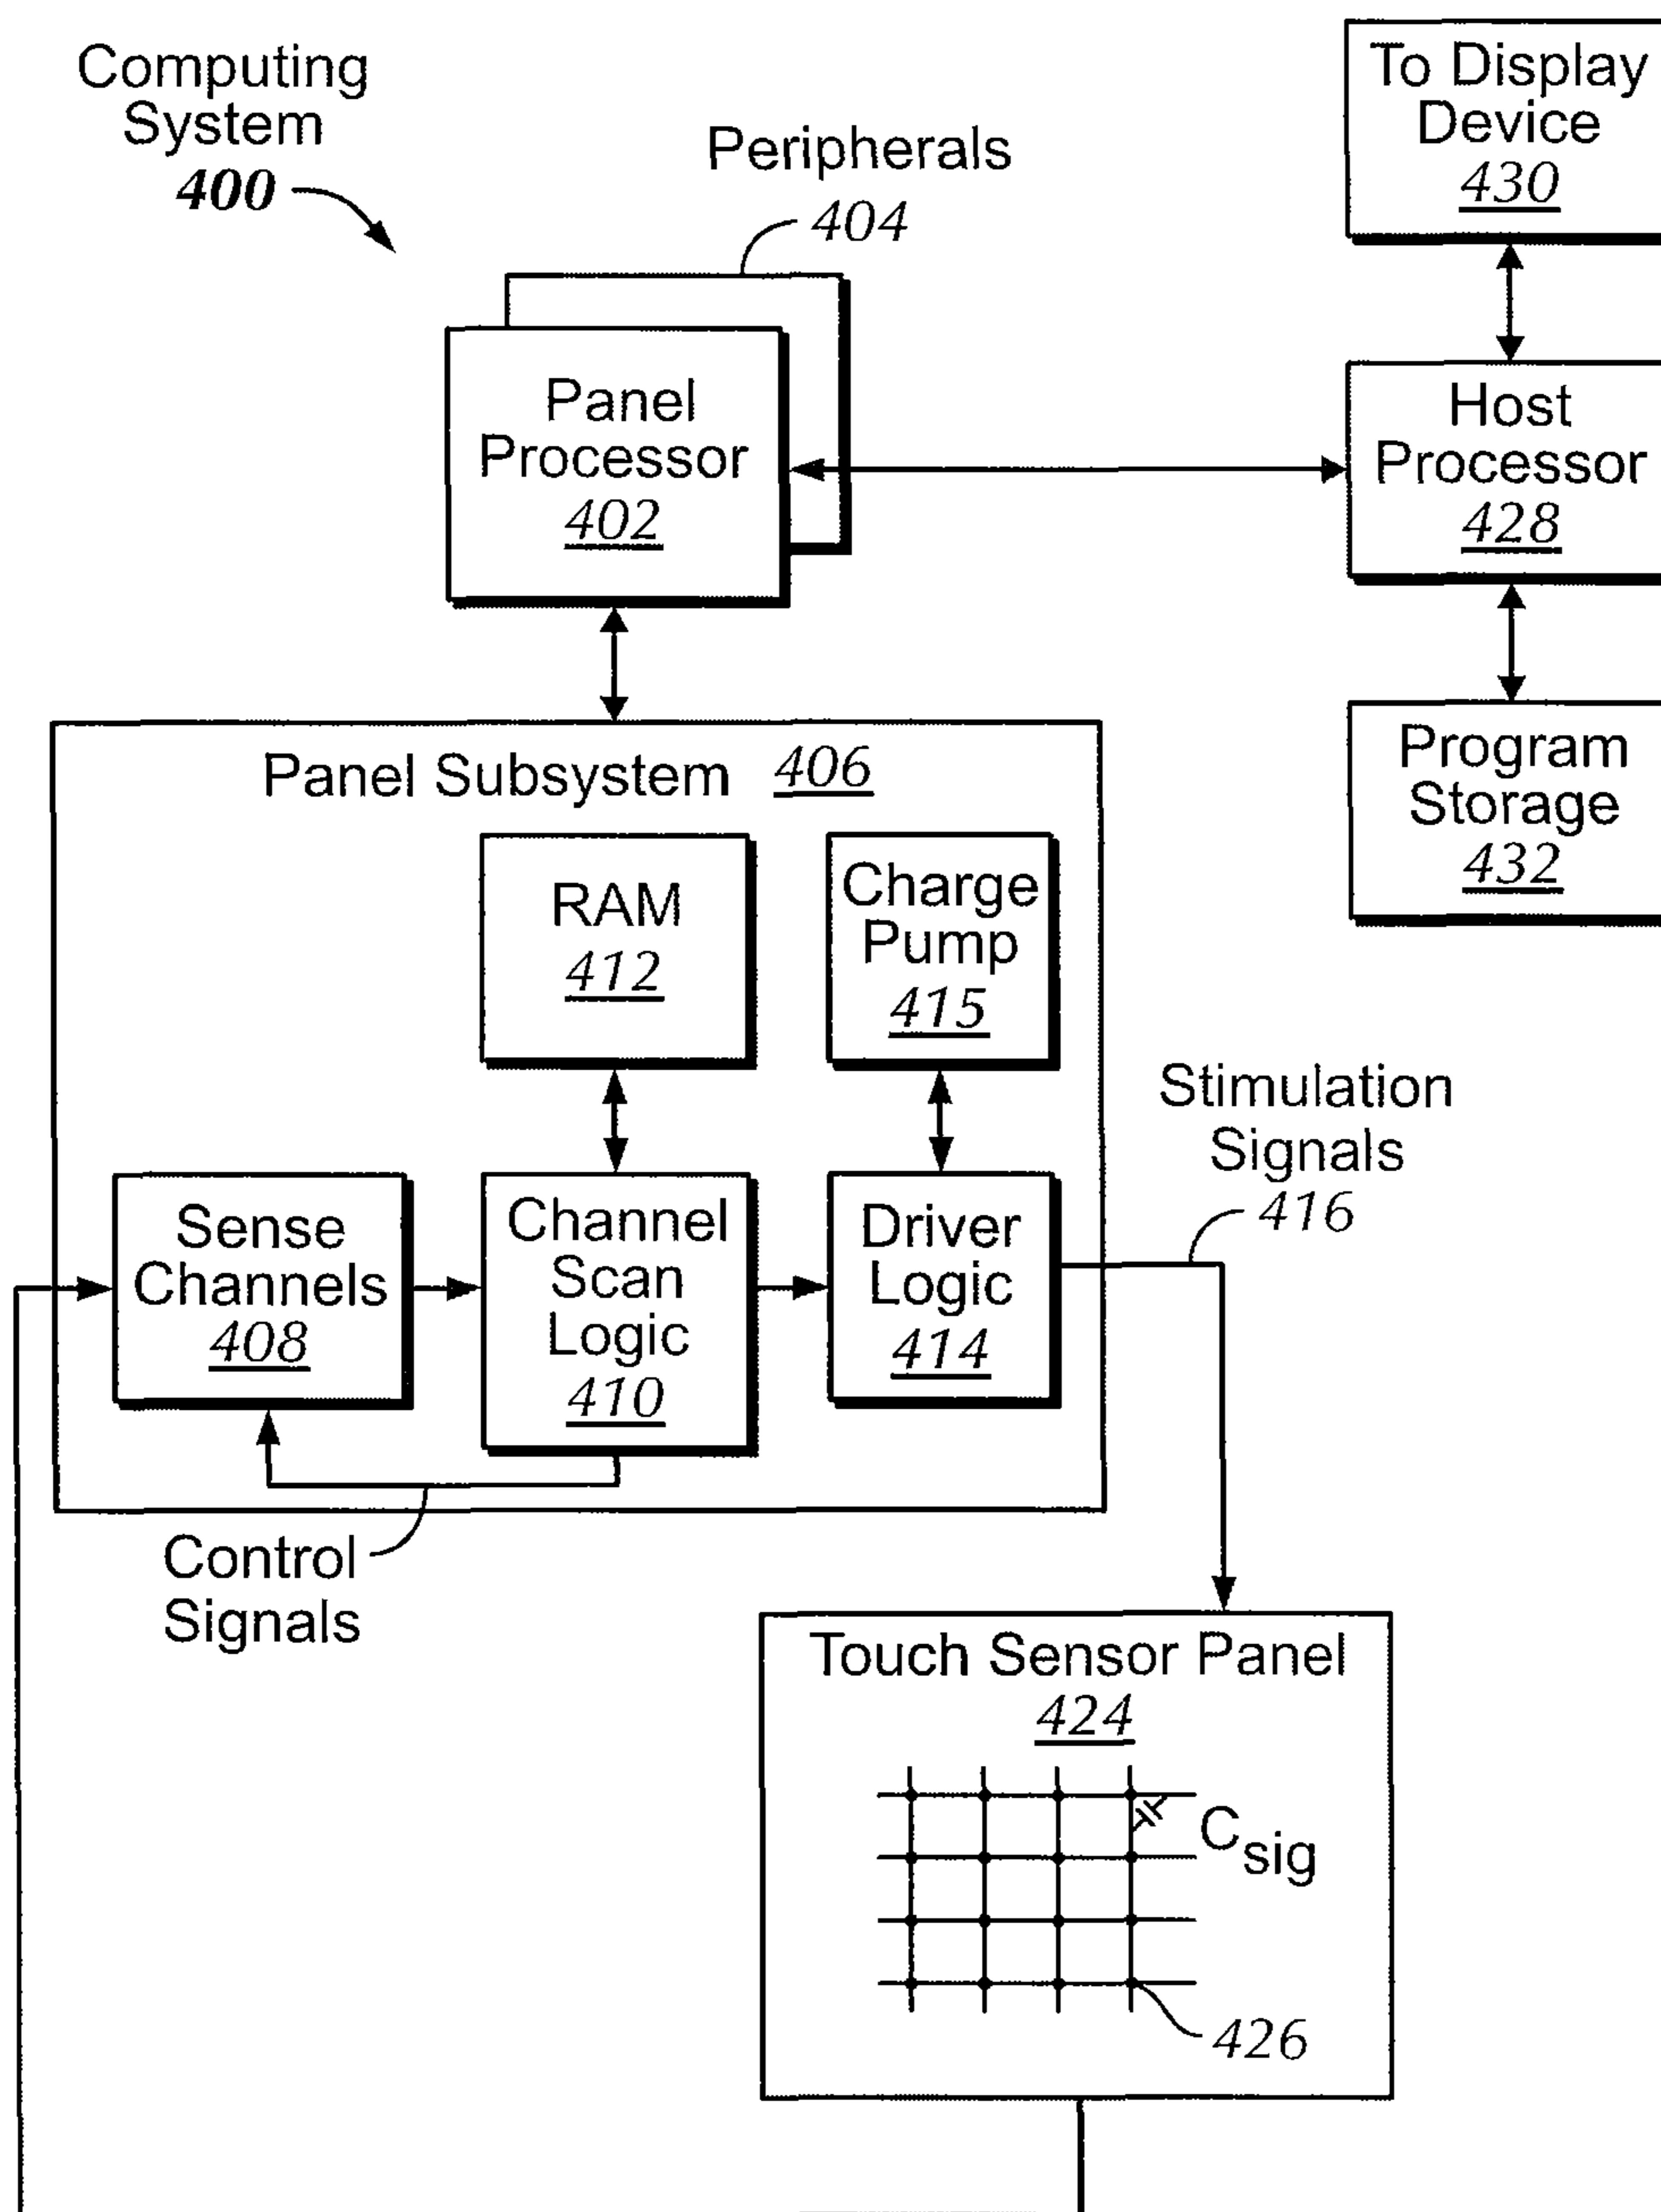 Computing
System
400
Peripherals
404
To Display
Device
430
Panel
Processor
402
Host
Processor
428
Program
Storage
432
Panel Subsystem 406
RAM
412
Charge
Pump
415
Stimulation
Signals
416
Sense
Channels
408
Channel
Scan
Logic
410
Driver
Logic
414
Control
Signals
Touch Sensor Panel
424
Csig
426